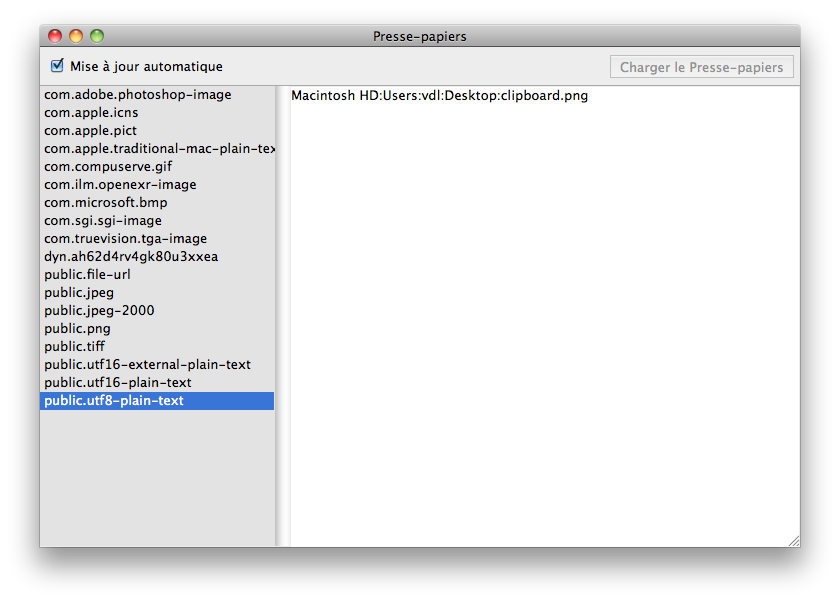 Presse-papiers
Mise à jour automatique
Charger le Presse-papiers
com.adobe.photoshop-image
com.apple.icns
com.apple.pict
com.apple.traditional-mac-plain-tex
com.compuserve.gif
com.ilm.openexr-image
com.microsoft.bmp
com.sgi.sgi-image
com.truevision.tga-image
dyn.ah62d4rv4gk80u3xxea
public.file-url
public.jpeg
public.jpeg-2000
public.png
public.tiff
public.utf16-external-plain-text
public.utf16-plain-text
public.utf8-plain-text
Macintosh HD:Users:vdl:Desktop:clipboard.png